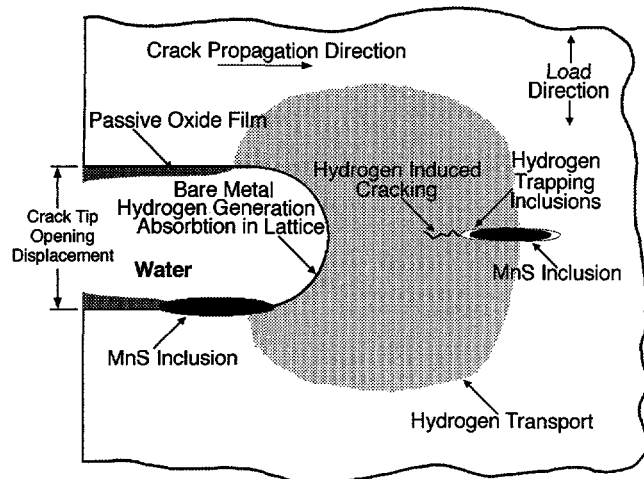 Crack Propagation Direction
Load
Direction
Passive Oxide Film
Hydrogen Induced
Cracking
Hydrogen
Trapping
Inclusions
Bare Metal
Hydrogen Generation
Absorbtion in Lattice
Crack Tip
Opening
Displacement
Water
MnS Inclusion
MnS Inclusion
Hydrogen Transport